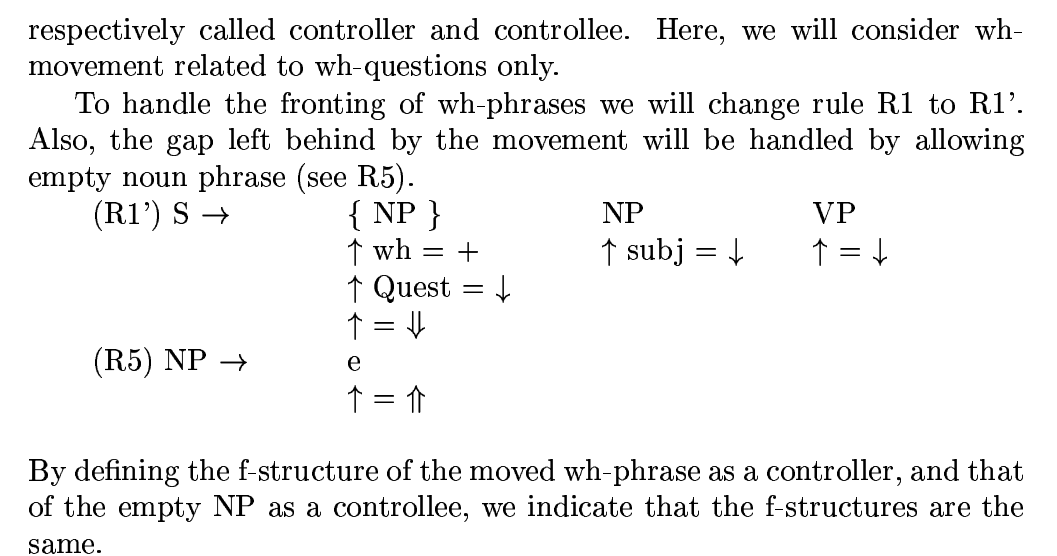 respectively called controller and controllee. Here, we will consider wh-
movement related to wh-questions only.
To handle the fronting of wh-phrases we will change rule R1 to R1’.
Also, the gap left behind by the movement will be handled by allowing
empty noun phrase (see R5).
(R1’) S → { NP } NP VP
↑ wh = + ↑ subj = ↓ ↑ = ↓
↑ Quest = ↓
↑ = ⇓
(R5) NP → e
↑ = ⇑
By defining the f-structure of the moved wh-phrase as a controller, and that
of the empty NP as a controllee, we indicate that the f-structures are the
same.